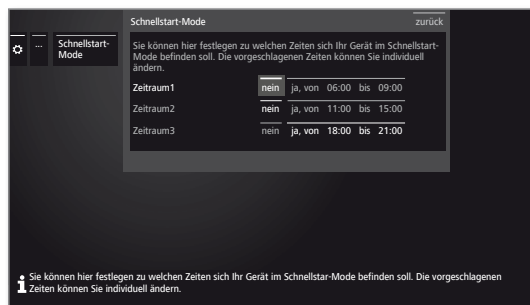 Schnellstart-Mode
zurück
...
Schnellstart-
Mode
Sie können hier festlegen zu welchen Zeiten sich Ihr Gerät im Schnellstart-
Mode befinden soll. Die vorgeschlagenen Zeiten können Sie individuell
ändern.
Zeitraum1 nein ja, von 06:00 bis 09:00
Zeitraum2 nein ja, von 11:00 bis 15:00
Zeitraum3 nein ja, von 18:00 bis 21:00
Sie können hier festlegen zu welchen Zeiten sich Ihr Gerät im Schnellstar-Mode befinden soll. Die vorgeschlagenen
Zeiten können Sie individuell ändern.